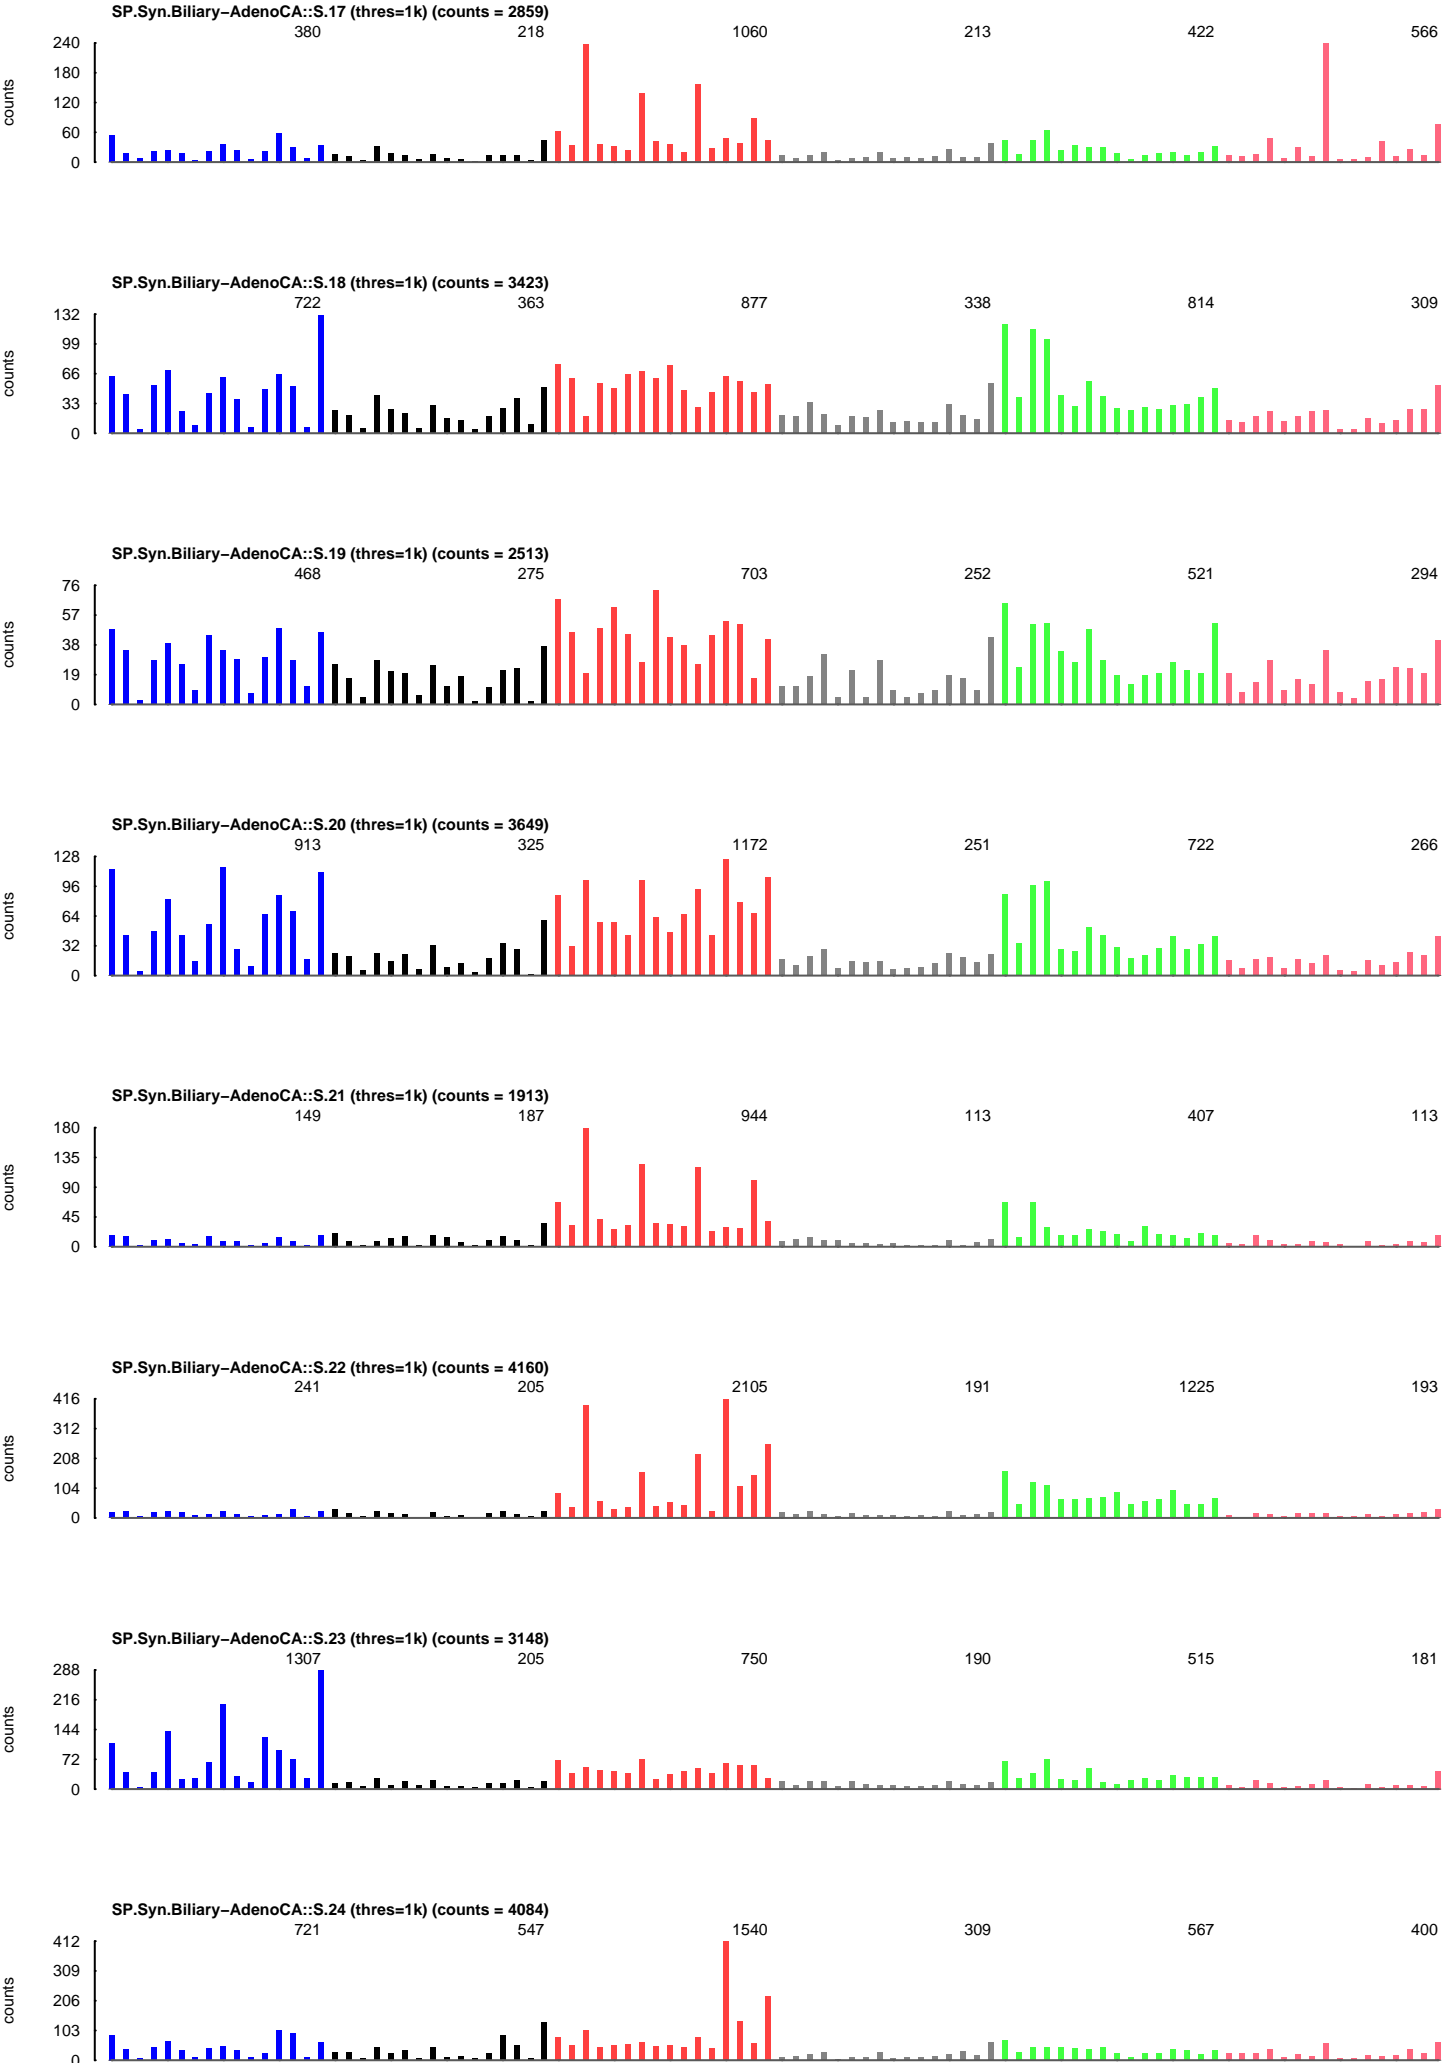 SP.Syn.Biliary−AdenoCA::S.17 (thres=1k) (counts = 2859)
380 218 1060 213 422 566
240
180
120
60
0
counts
SP.Syn.Biliary−AdenoCA::S.18 (thres=1k) (counts = 3423)
722 363 877 338 814 309
132
99
66
33
0
counts
SP.Syn.Biliary−AdenoCA::S.19 (thres=1k) (counts = 2513)
468 275 703 252 521 294
76
57
38
19
0
counts
SP.Syn.Biliary−AdenoCA::S.20 (thres=1k) (counts = 3649)
913 325 1172 251 722 266
128
96
64
32
0
counts
SP.Syn.Biliary−AdenoCA::S.21 (thres=1k) (counts = 1913)
149 187 944 113 407 113
180
135
90
45
0
counts
SP.Syn.Biliary−AdenoCA::S.22 (thres=1k) (counts = 4160)
241 205 2105 191 1225 193
416
312
208
104
0
counts
SP.Syn.Biliary−AdenoCA::S.23 (thres=1k) (counts = 3148)
1307 205 750 190 515 181
288
216
144
72
0
counts
SP.Syn.Biliary−AdenoCA::S.24 (thres=1k) (counts = 4084)
721 547 1540 309 567 400
412
309
206
103
0
counts